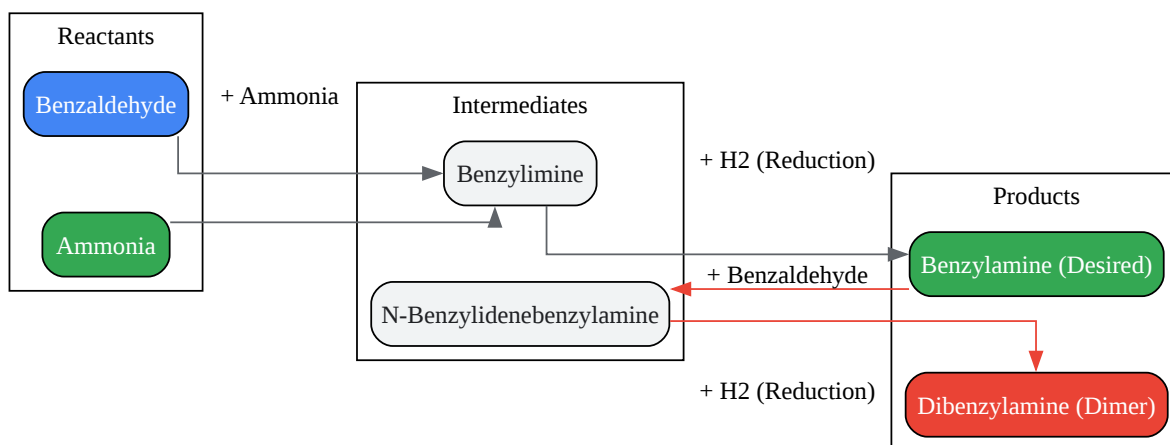 Reactants
Benzaldehyde
+ Ammonia
Intermediates
Benzylimine
+ H2 (Reduction)
Products
Ammonia
Benzylamine (Desired)
+ Benzaldehyde
N-Benzylidenebenzylamine
+ H2 (Reduction)
Dibenzylamine (Dimer)